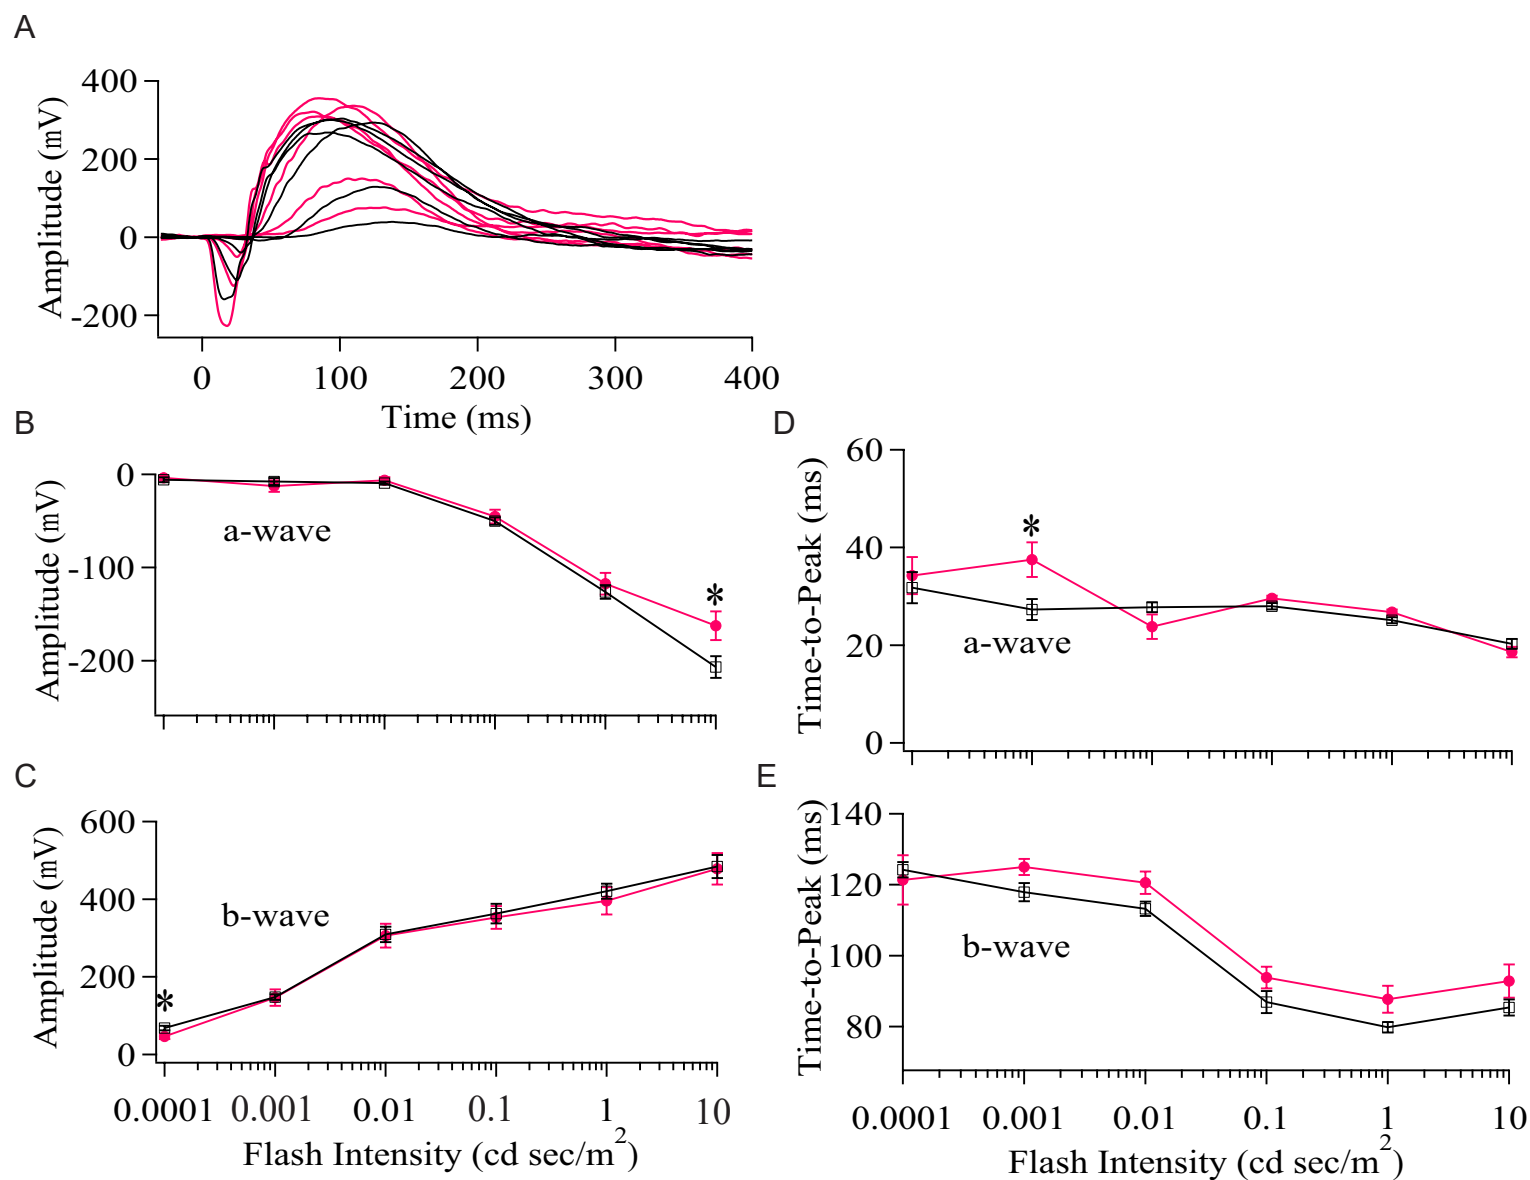 A
400
200
0
-200
Amplitude (mV)
0 100 200 300 400
Time (ms)
B
0
-100
-200
Amplitude (mV)
a-wave
*
C
600
400
200
0
Amplitude (mV)
b-wave
*
0.0001 0.001 0.01 0.1 1 10
Flash Intensity (cd sec/m2)
D
60
40
20
0
Time-to-Peak (ms)
*
a-wave
E
140
120
100
80
Time-to-Peak (ms)
b-wave
0.0001 0.001 0.01 0.1 1 10
Flash Intensity (cd sec/m2)